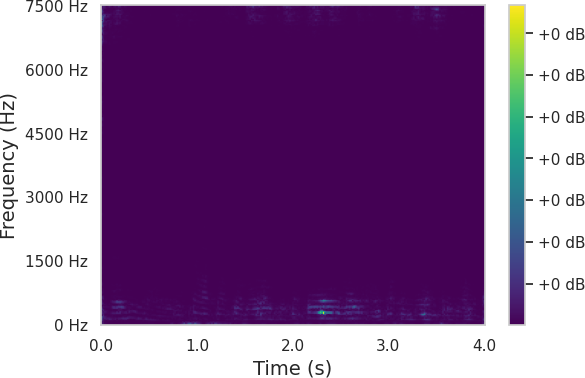 7500 Hz
6000 Hz
4500 Hz
3000 Hz
1500 Hz
0 Hz
Frequency (Hz)
0.0 1.0 2.0 3.0 4.0
Time (s)
+0 dB
+0 dB
+0 dB
+0 dB
+0 dB
+0 dB
+0 dB